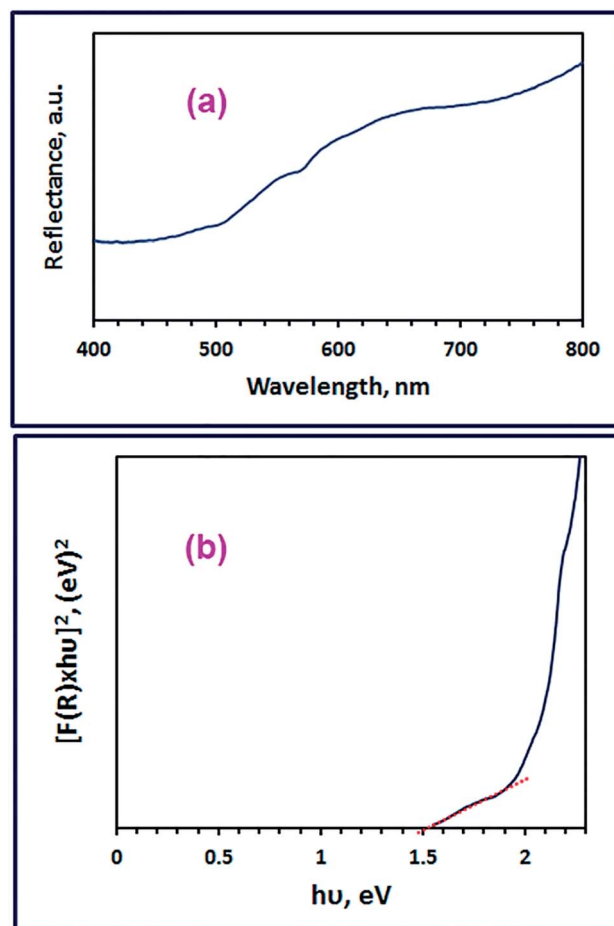 (a)
Reflectance, a.u.
400 500 600 700 800
Wavelength, nm
(b)
[F(R)xhυ]², (eV)²
0 0.5 1 1.5 2
hυ, eV